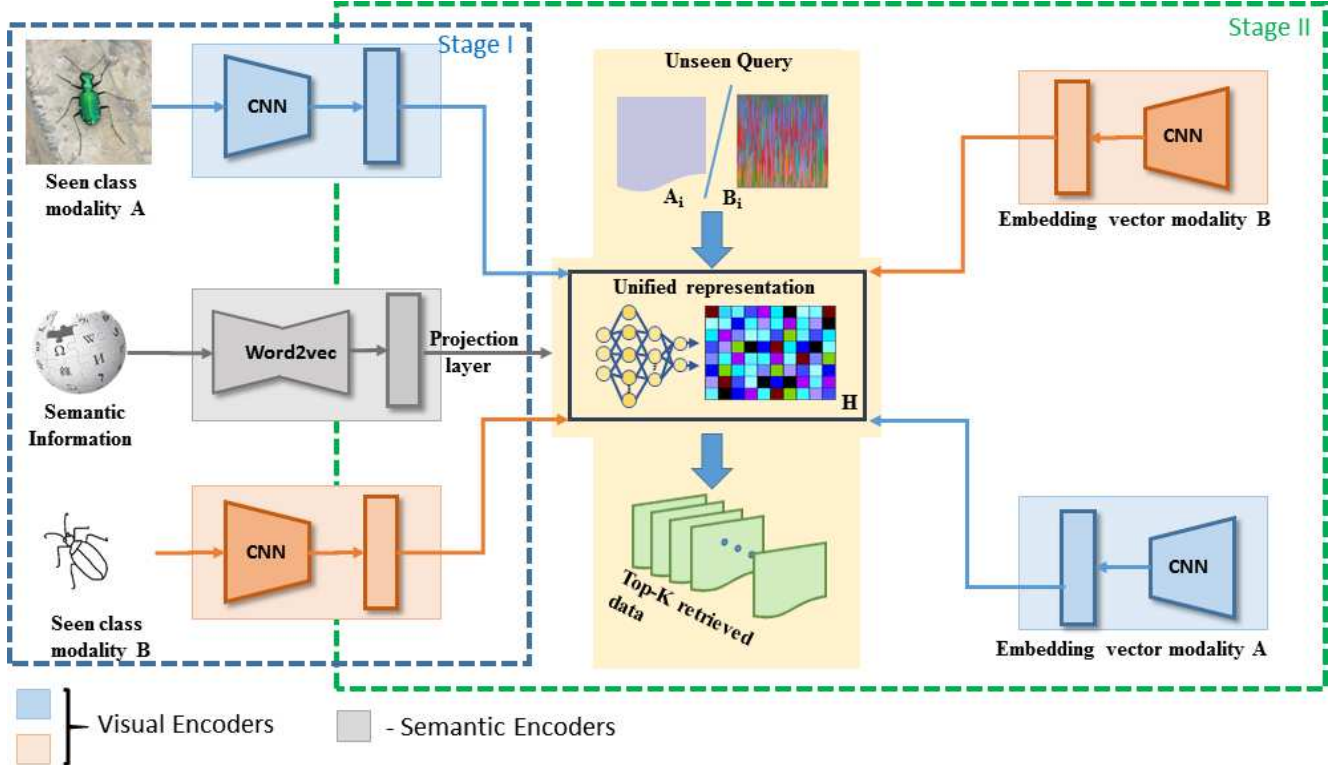 Stage I
Stage II
CNN
Seen class
modality A
Unseen Query
A_i
B_i
CNN
Embedding vector modality B
Word2vec
Projection
layer
Semantic
Information
Unified representation
H
CNN
Seen class
modality B
Top-K retrieved
data
CNN
Embedding vector modality A
Visual Encoders
- Semantic Encoders